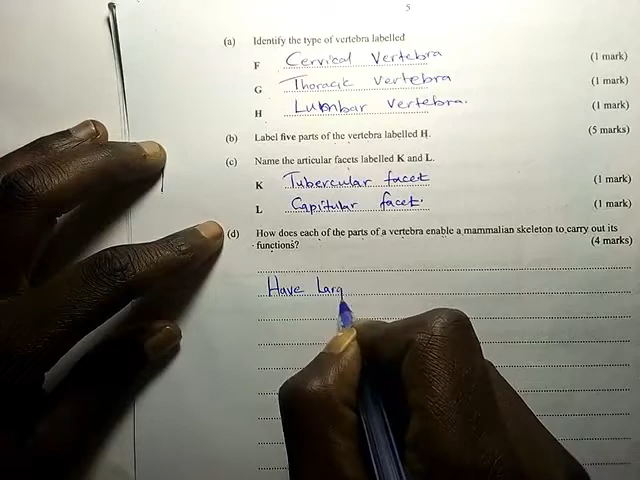 5
(a) Identify the type of vertebra labelled
F Cervical Vertebra (1 mark)
G Thoracic Vertebra (1 mark)
H Lumbar Vertebra. (1 mark)
(b) Label five parts of the vertebra labelled H. (5 marks)
(c) Name the articular facets labelled K and L.
K Tubercular facet (1 mark)
L Capitular facet. (1 mark)
(d) How does each of the parts of a vertebra enable a mammalian skeleton to carry out its
functions? (4 marks)
Have Larg